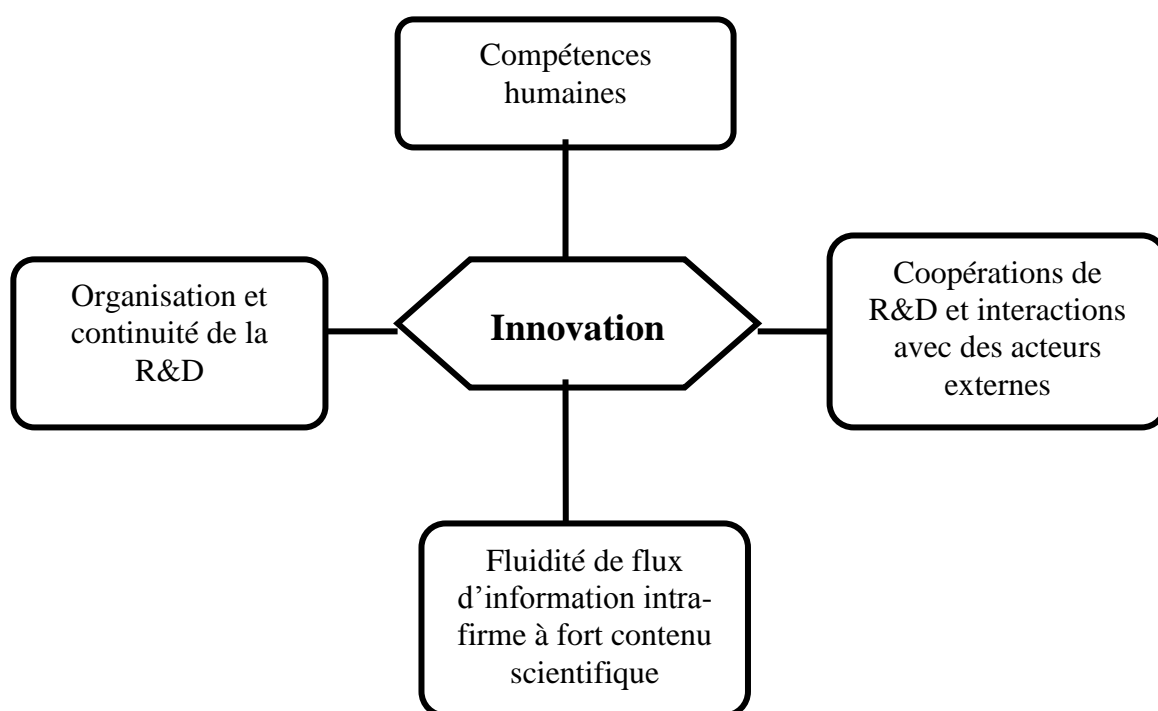 Compétences
humaines
Organisation et
continuité de la
R&D
Innovation
Coopérations de
R&D et interactions
avec des acteurs
externes
Fluidité de flux
d’information intra-
firme à fort contenu
scientifique